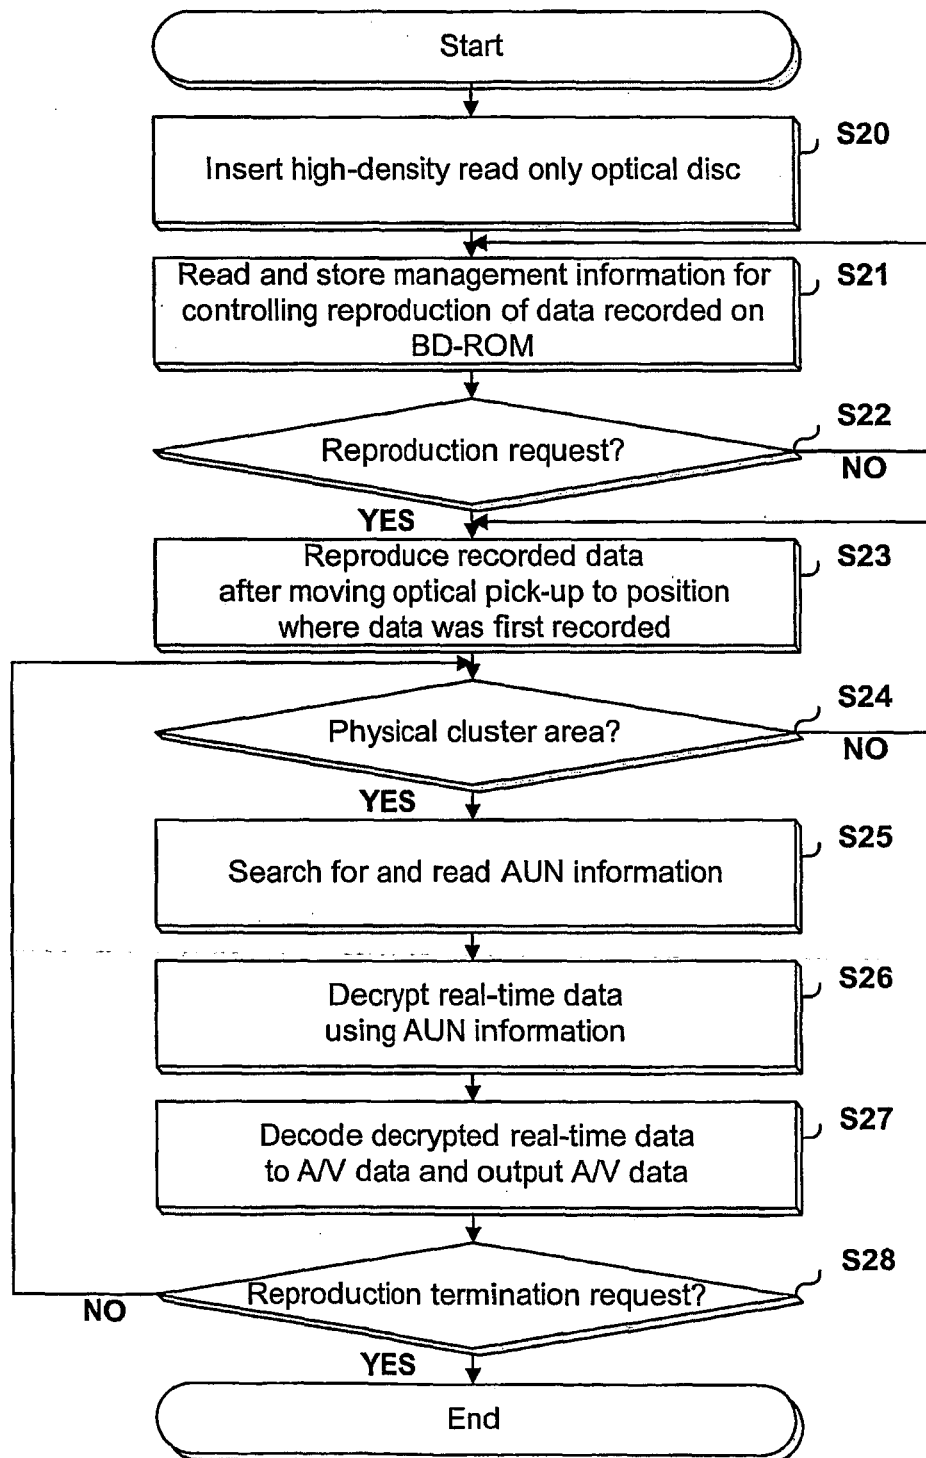 Start
S20
Insert high-density read only optical disc
S21
Read and store management information for
controlling reproduction of data recorded on
BD-ROM
S22
Reproduction request?
NO
YES
S23
Reproduce recorded data
after moving optical pick-up to position
where data was first recorded
S24
Physical cluster area?
NO
YES
S25
Search for and read AUN information
S26
Decrypt real-time data
using AUN information
S27
Decode decrypted real-time data
to A/V data and output A/V data
S28
Reproduction termination request?
NO
YES
End